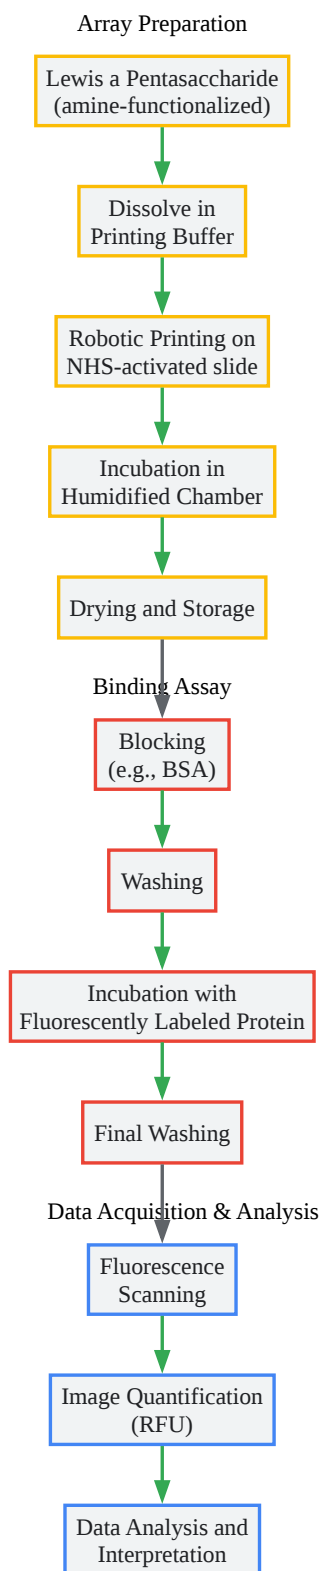 Array Preparation
Lewis a Pentasaccharide
(amine-functionalized)
Dissolve in
Printing Buffer
Robotic Printing on
NHS-activated slide
Incubation in
Humidified Chamber
Drying and Storage
Binding Assay
Blocking
(e.g., BSA)
Washing
Incubation with
Fluorescently Labeled Protein
Final Washing
Data Acquisition & Analysis
Fluorescence
Scanning
Image Quantification
(RFU)
Data Analysis and
Interpretation